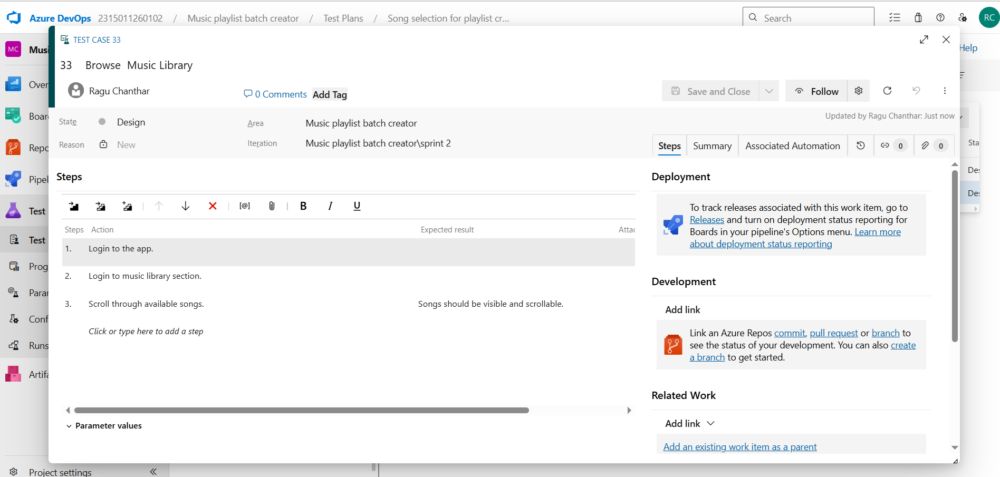 Azure DevOps 2315011260102 / Music playlist batch creator / Test Plans / Song selection for playlist cr...
Search
RC
MC
Musi
Over
Boar
Repo
Pipel
Test
Test
Prog
Parar
Conf
Runs
Artifa
Project settings
TEST CASE 33
33 Browse Music Library
Ragu Chanthar
0 Comments
Add Tag
Save and Close
Follow
Help
State
Design
Area
Music playlist batch creator
Updated by Ragu Chanthar: Just now
Reason
New
Iteration
Music playlist batch creator\sprint 2
Steps
Summary
Associated Automation
0
0
Sta
Des
Des
Steps
[@]
B I U
Steps Action Expected result Attac
1. Login to the app.
2. Login to music library section.
3. Scroll through available songs. Songs should be visible and scrollable.
Click or type here to add a step
Parameter values
Deployment
To track releases associated with this work item, go to
Releases and turn on deployment status reporting for
Boards in your pipeline's Options menu. Learn more
about deployment status reporting
Development
Add link
Link an Azure Repos commit, pull request or branch to
see the status of your development. You can also create
a branch to get started.
Related Work
Add link
Add an existing work item as a parent